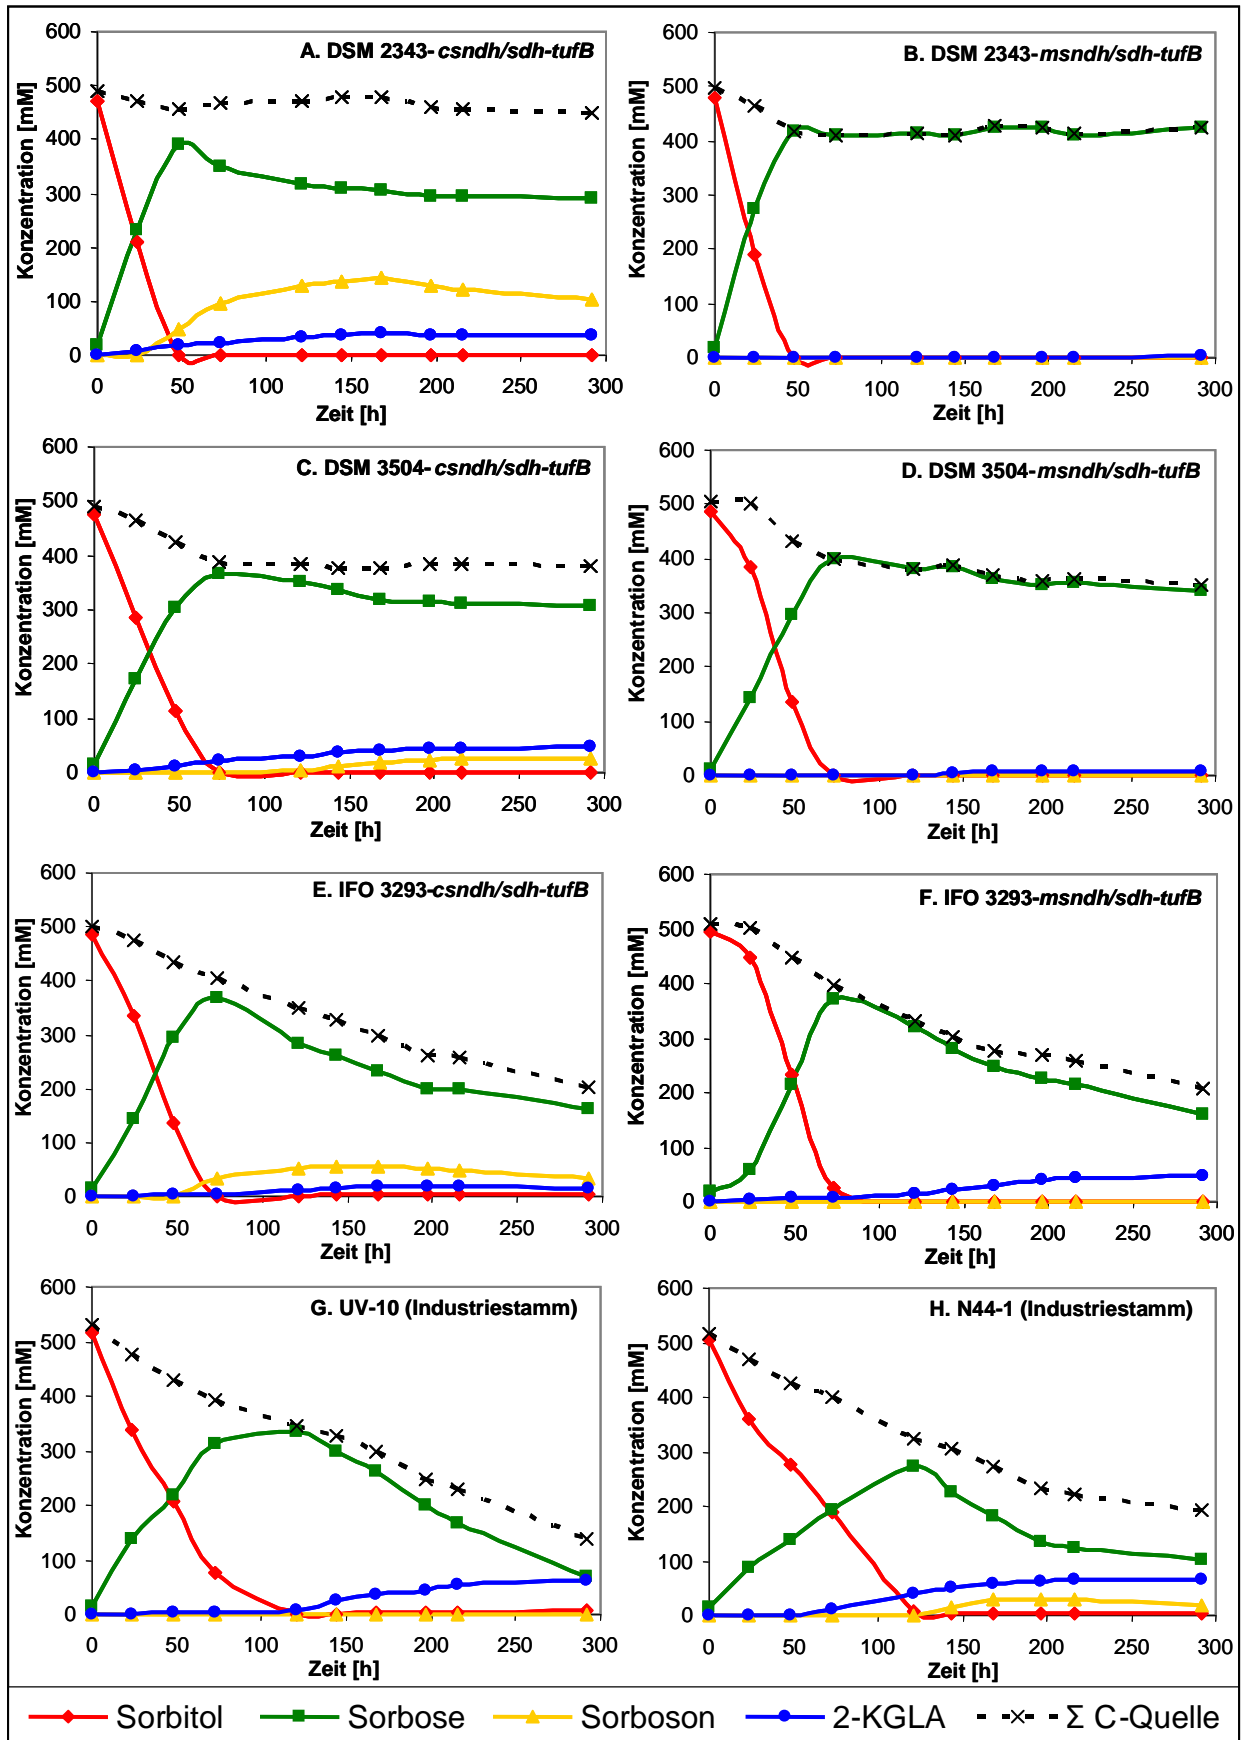 A. DSM 2343-csndh/sdh-tufB
Konzentration [mM]
600
500
400
300
200
100
0
0 50 100 150 200 250 300
Zeit [h]
B. DSM 2343-msndh/sdh-tufB
Konzentration [mM]
600
500
400
300
200
100
0
0 50 100 150 200 250 300
Zeit [h]
C. DSM 3504-csndh/sdh-tufB
Konzentration [mM]
600
500
400
300
200
100
0
0 50 100 150 200 250 300
Zeit [h]
D. DSM 3504-msndh/sdh-tufB
Konzentration [mM]
600
500
400
300
200
100
0
0 50 100 150 200 250 300
Zeit [h]
E. IFO 3293-csndh/sdh-tufB
Konzentration [mM]
600
500
400
300
200
100
0
0 50 100 150 200 250 300
Zeit [h]
F. IFO 3293-msndh/sdh-tufB
Konzentration [mM]
600
500
400
300
200
100
0
0 50 100 150 200 250 300
Zeit [h]
G. UV-10 (Industriestamm)
Konzentration [mM]
600
500
400
300
200
100
0
0 50 100 150 200 250 300
Zeit [h]
H. N44-1 (Industriestamm)
Konzentration [mM]
600
500
400
300
200
100
0
0 50 100 150 200 250 300
Zeit [h]
Sorbitol Sorbose Sorboson 2-KGLA Σ C-Quelle